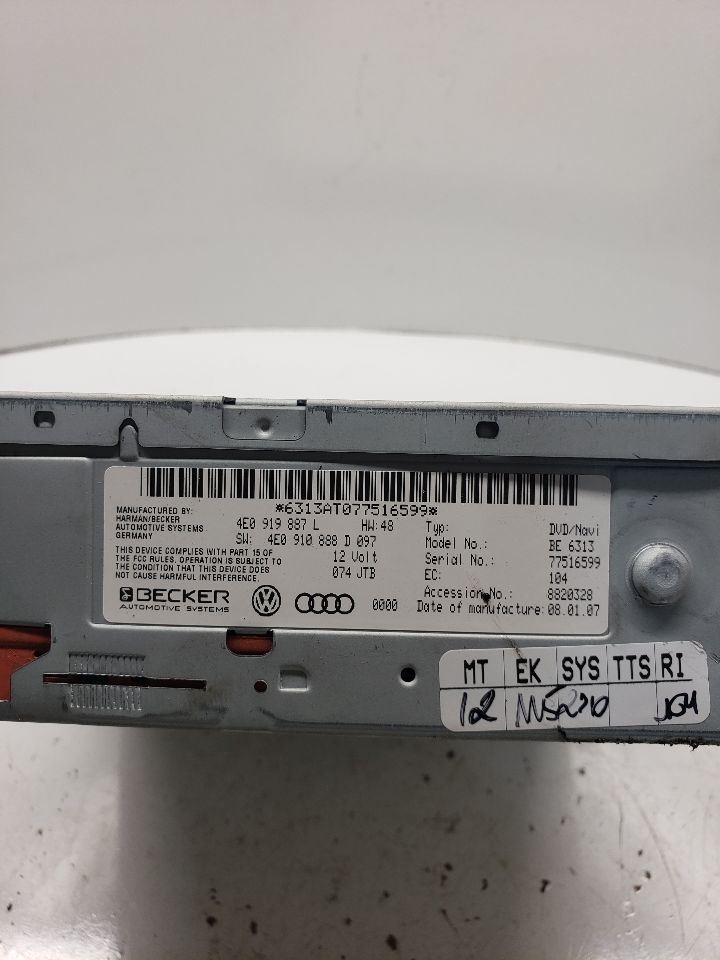 *6313AT077516599*
MANUFACTURED BY:
HARMAN/BECKER
AUTOMOTIVE SYSTEMS
GERMANY
4E0 919 887 L HW: 48
SW: 4E0 910 888 D 097
12 Volt
074 JTB
THIS DEVICE COMPLIES WITH PART 15 OF
THE FCC RULES. OPERATION IS SUBJECT TO
THE CONDITION THAT THIS DEVICE DOES
NOT CAUSE HARMFUL INTERFERENCE.
Typ: DVD/Navi
Model No.: BE 6313
Serial No.: 77516599
EC: 104
Accession No.: 8820328
Date of manufacture: 08.01.07
BECKER
AUTOMOTIVE SYSTEMS
0000
MT EK SYS TTS RI
12